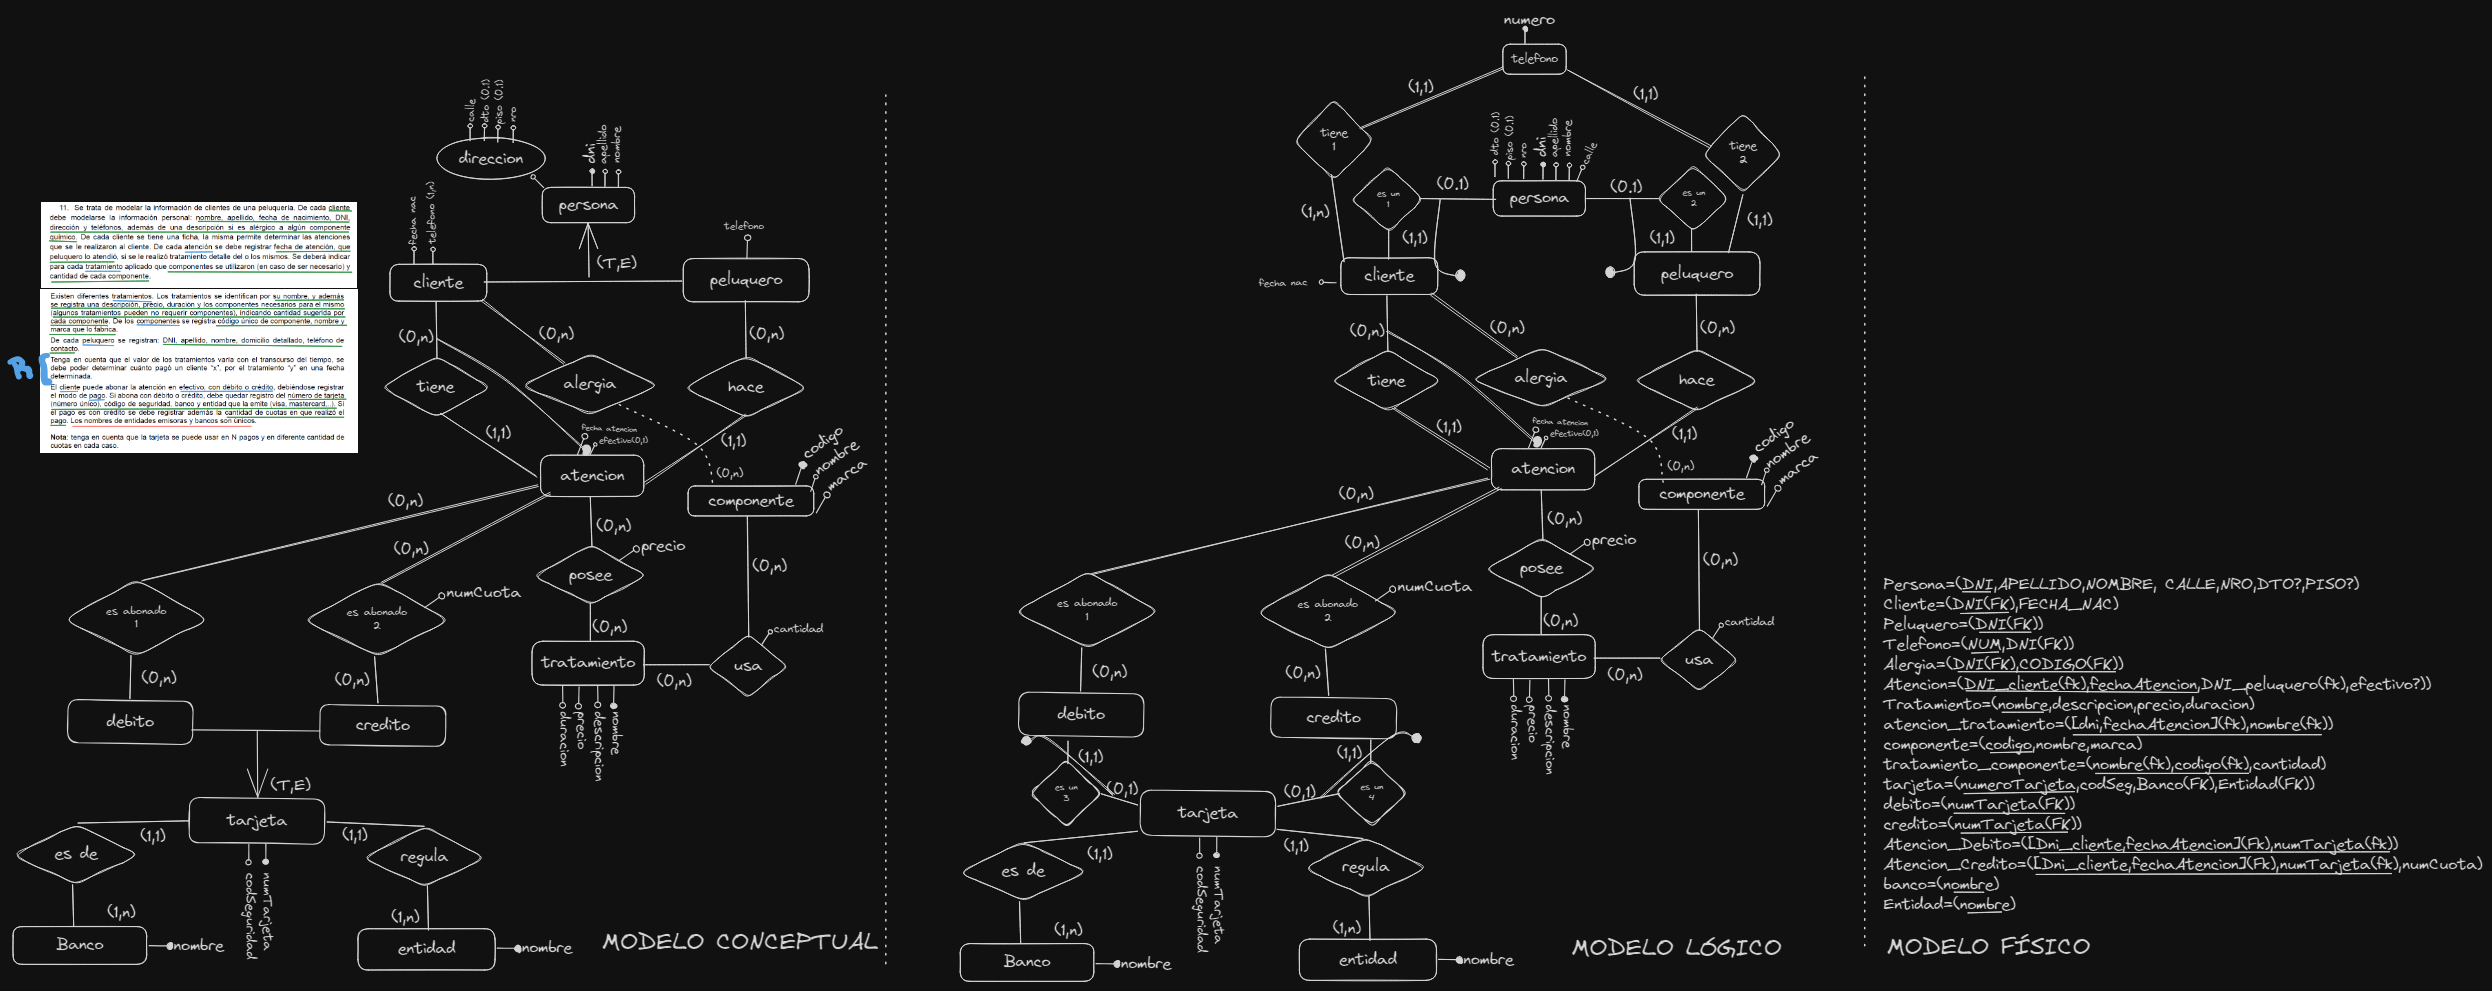 11. Se trata de modelar la información de clientes de una peluquería. De cada cliente
debe modelarse la información personal: nombre, apellido, fecha de nacimiento, DNI,
dirección y teléfonos, además de una descripción si es alérgico a algún componente
químico. De cada cliente se tiene una ficha, la misma permite determinar las atenciones
que se le realizaron al cliente. De cada atención se debe registrar fecha de atención, que
peluquero lo atendió, si se le realizó tratamiento detalle del o los mismos. Se deberá indicar
para cada tratamiento aplicado que componentes se utilizaron (en caso de ser necesario) y
cantidad de cada componente.
Existen diferentes tratamientos. Los tratamientos se identifican por su nombre, y además
se registra una descripción, precio, duración y los componentes necesarios para el mismo
(algunos tratamientos pueden no requerir componentes), indicando cantidad sugerida por
cada componente. De los componentes se registra código único de componente, nombre y
marca que lo fabrica.
De cada peluquero se registran: DNI, apellido, nombre, domicilio detallado, teléfono de
contacto.
R
Tenga en cuenta que el valor de los tratamientos varía con el transcurso del tiempo, se
debe poder determinar cuánto pagó un cliente "x", por el tratamiento "y" en una fecha
determinada.
El cliente puede abonar la atención en efectivo, con débito o crédito, debiéndose registrar
el modo de pago. Si abona con débito o crédito, debe quedar registro del número de tarjeta
(número único), código de seguridad, banco y entidad que la emite (visa, mastercard,..). Si
el pago es con crédito se debe registrar además la cantidad de cuotas en que realizó el
pago. Los nombres de entidades emisoras y bancos son únicos.
Nota: tenga en cuenta que la tarjeta se puede usar en N pagos y en diferente cantidad de
cuotas en cada caso.
calle
dto (0.1)
piso (0.1)
nro
direccion
dni
apellido
nombre
persona
fecha nac
telefono (1,n)
telefono
(T,E)
cliente
peluquero
(0,n)
(0,n)
(0,n)
tiene
alergia
hace
(1,1)
fecha atencion
efectivo(0,1)
(1,1)
atencion
(0,n)
codigo
nombre
marca
componente
(0,n)
(0,n)
(0,n)
posee
precio
(0,n)
es abonado
1
es abonado
2
numCuota
(0,n)
cantidad
tratamiento
(0,n)
usa
(0,n)
(0,n)
duracion
precio
descripcion
nombre
debito
credito
(T,E)
tarjeta
(1,1)
(1,1)
es de
regula
codSeguridad
numTarjeta
(1,n)
(1,n)
Banco
nombre
entidad
nombre
MODELO CONCEPTUAL
numero
telefono
(1,1)
(1,1)
tiene
1
tiene
2
dto (0.1)
piso (0.1)
nro
dni
apellido
nombre
calle
es un
1
(0.1)
persona
(0.1)
es un
2
(1,n)
(1,1)
(1,1)
(1,1)
fecha nac
cliente
peluquero
(0,n)
(0,n)
(0,n)
tiene
alergia
hace
(1,1)
fecha atencion
efectivo(0,1)
(1,1)
atencion
(0,n)
codigo
nombre
marca
componente
(0,n)
(0,n)
(0,n)
posee
precio
(0,n)
es abonado
1
es abonado
2
numCuota
(0,n)
cantidad
tratamiento
(0,n)
usa
(0,n)
(0,n)
duracion
precio
descripcion
nombre
debito
credito
(1,1)
(1,1)
es un
3
(0,1)
tarjeta
(0,1)
es un
4
(1,1)
(1,1)
es de
regula
codSeguridad
numTarjeta
(1,n)
(1,n)
Banco
nombre
entidad
nombre
MODELO LÓGICO
Persona=(DNI,APELLIDO,NOMBRE, CALLE,NRO,DTO?,PISO?)
Cliente=(DNI(FK),FECHA_NAC)
Peluquero=(DNI(FK))
Telefono=(NUM,DNI(FK))
Alergia=(DNI(FK),CODIGO(FK))
Atencion=(DNI_cliente(fk),fechaAtencion,DNI_peluquero(fk),efectivo?))
Tratamiento=(nombre,descripcion,precio,duracion)
atencion_tratamiento=([dni,fechaAtencion](fk),nombre(fk))
componente=(codigo,nombre,marca)
tratamiento_componente=(nombre(fk),codigo(fk),cantidad)
tarjeta=(numeroTarjeta,codSeg,Banco(FK),Entidad(FK))
debito=(numTarjeta(FK))
credito=(numTarjeta(FK))
Atencion_Debito=([Dni_cliente,fechaAtencion](Fk),numTarjeta(fk))
Atencion_Credito=([Dni_cliente,fechaAtencion](Fk),numTarjeta(fk),numCuota)
banco=(nombre)
Entidad=(nombre)
MODELO FÍSICO